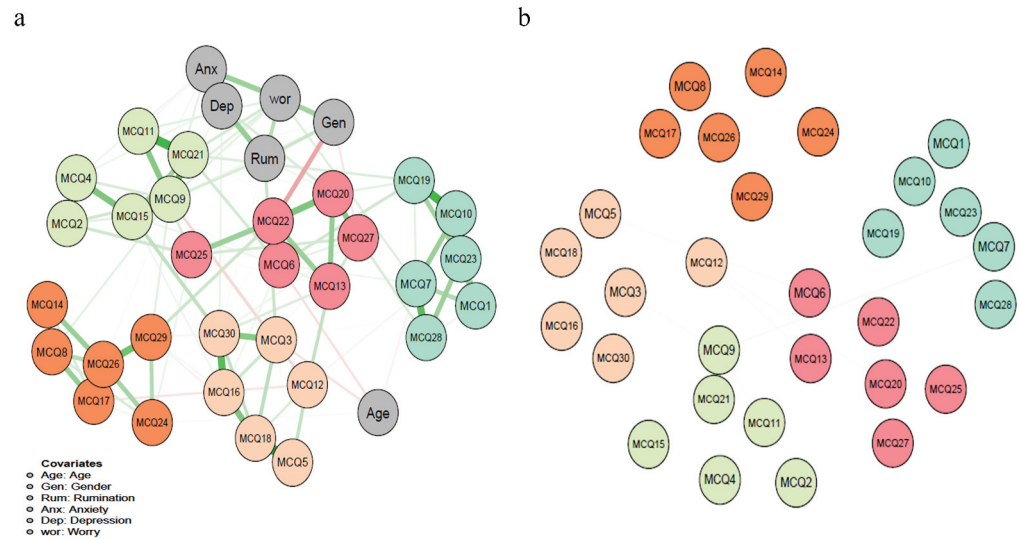 a
b
Anx
Dep
wor
Gen
Rum
MCQ11
MCQ21
MCQ4
MCQ9
MCQ2
MCQ15
MCQ20
MCQ22
MCQ27
MCQ25
MCQ6
MCQ13
MCQ19
MCQ10
MCQ23
MCQ7
MCQ1
MCQ28
MCQ14
MCQ29
MCQ8
MCQ26
MCQ17
MCQ24
MCQ30
MCQ3
MCQ16
MCQ12
MCQ18
MCQ5
Age
Covariates
Age: Age
Gen: Gender
Rum: Rumination
Anx: Anxiety
Dep: Depression
wor: Worry
MCQ14
MCQ8
MCQ17
MCQ26
MCQ24
MCQ29
MCQ1
MCQ10
MCQ23
MCQ19
MCQ7
MCQ28
MCQ5
MCQ18
MCQ12
MCQ3
MCQ16
MCQ30
MCQ6
MCQ22
MCQ13
MCQ20
MCQ25
MCQ27
MCQ9
MCQ21
MCQ11
MCQ15
MCQ4
MCQ2